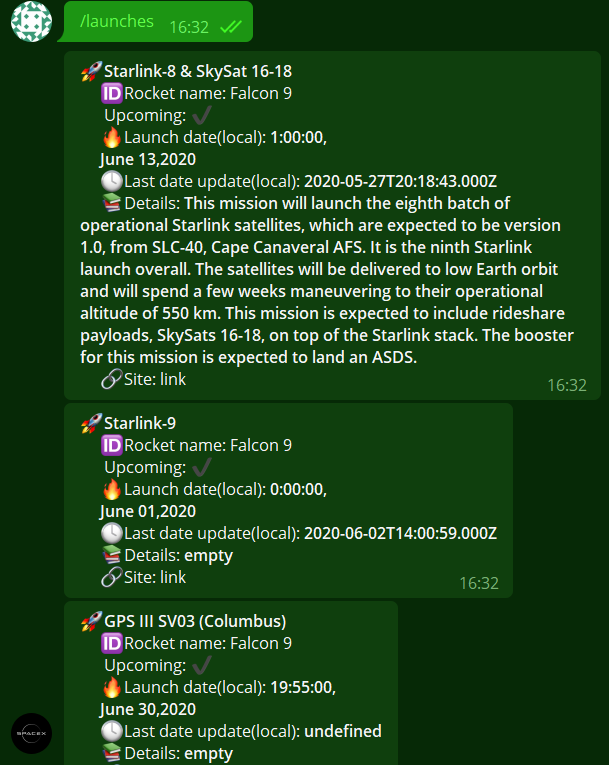 /launches 16:32
Starlink-8 & SkySat 16-18
ID Rocket name: Falcon 9
Upcoming:
Launch date(local): 1:00:00,
June 13,2020
Last date update(local): 2020-05-27T20:18:43.000Z
Details: This mission will launch the eighth batch of
operational Starlink satellites, which are expected to be version
1.0, from SLC-40, Cape Canaveral AFS. It is the ninth Starlink
launch overall. The satellites will be delivered to low Earth orbit
and will spend a few weeks maneuvering to their operational
altitude of 550 km. This mission is expected to include rideshare
payloads, SkySats 16-18, on top of the Starlink stack. The booster
for this mission is expected to land an ASDS.
Site: link 16:32
Starlink-9
ID Rocket name: Falcon 9
Upcoming:
Launch date(local): 0:00:00,
June 01,2020
Last date update(local): 2020-06-02T14:00:59.000Z
Details: empty
Site: link 16:32
GPS III SV03 (Columbus)
ID Rocket name: Falcon 9
Upcoming:
Launch date(local): 19:55:00,
June 30,2020
Last date update(local): undefined
SPACEX
Details: empty